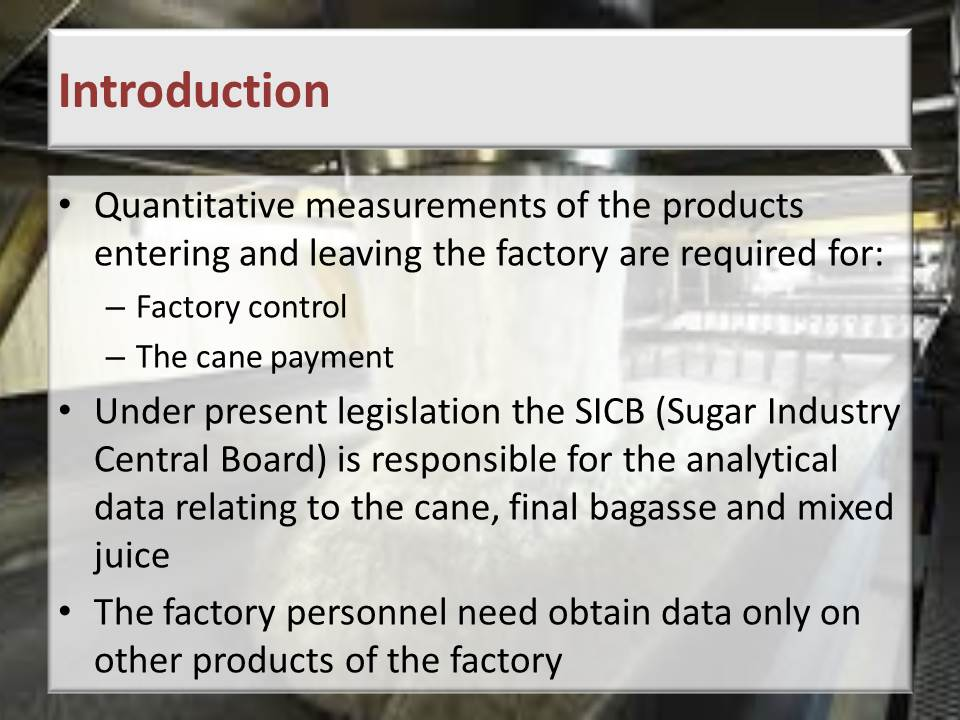 Introduction
• Quantitative measurements of the products
entering and leaving the factory are required for:
– Factory control
– The cane payment
• Under present legislation the SICB (Sugar Industry
Central Board) is responsible for the analytical
data relating to the cane, final bagasse and mixed
juice
• The factory personnel need obtain data only on
other products of the factory